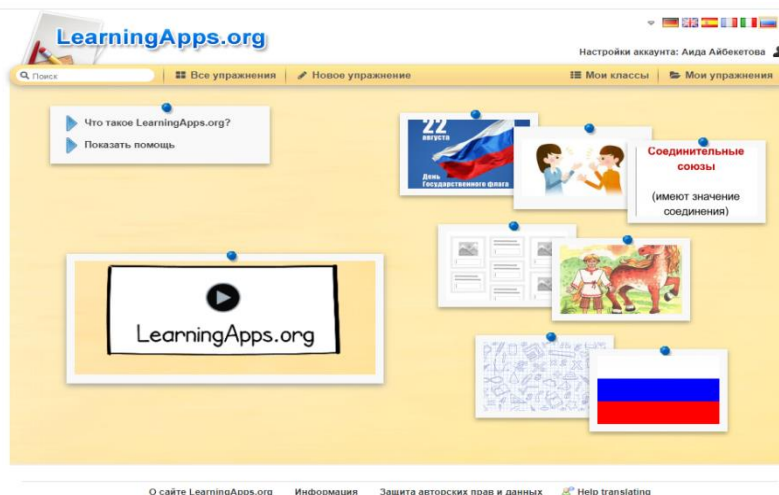 LearningApps.org
Настройки аккаунта: Аида Айбекетова
Поиск
Все упражнения
Новое упражнение
Мои классы
Мои упражнения
Что такое LearningApps.org?
Показать помощь
22
августа
День
Государственного флага
Соединительные
союзы
(имеют значение
соединения)
LearningApps.org
О сайте LearningApps.org Информация Защита авторских прав и данных Help translating